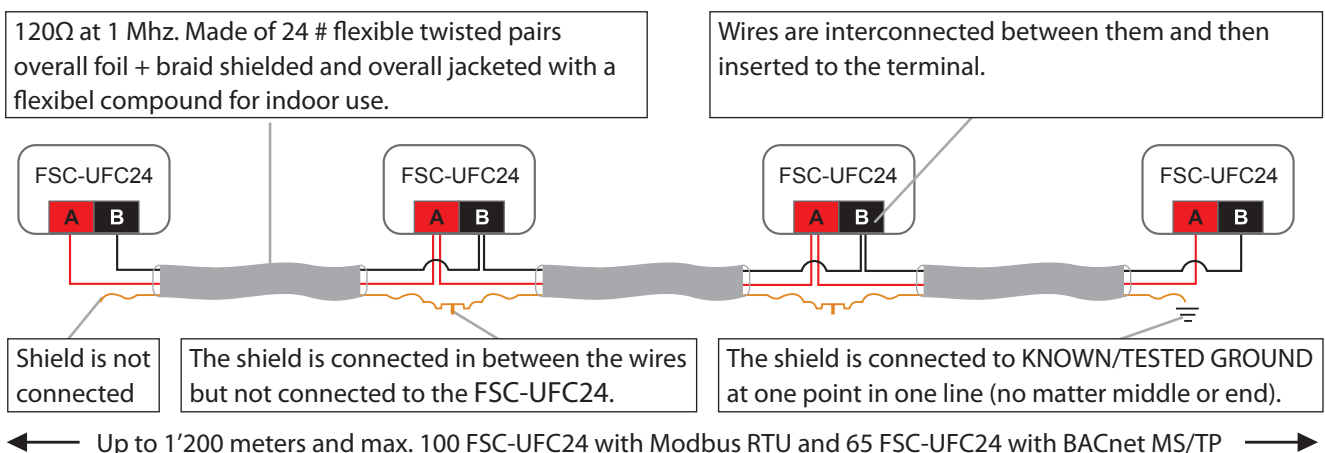 120Ω at 1 Mhz. Made of 24 # flexible twisted pairs
overall foil + braid shielded and overall jacketed with a
flexibel compound for indoor use.
Wires are interconnected between them and then
inserted to the terminal.
FSC-UFC24
A B
FSC-UFC24
A B
FSC-UFC24
A B
FSC-UFC24
A B
Shield is not
connected
The shield is connected in between the wires
but not connected to the FSC-UFC24.
The shield is connected to KNOWN/TESTED GROUND
at one point in one line (no matter middle or end).
Up to 1’200 meters and max. 100 FSC-UFC24 with Modbus RTU and 65 FSC-UFC24 with BACnet MS/TP